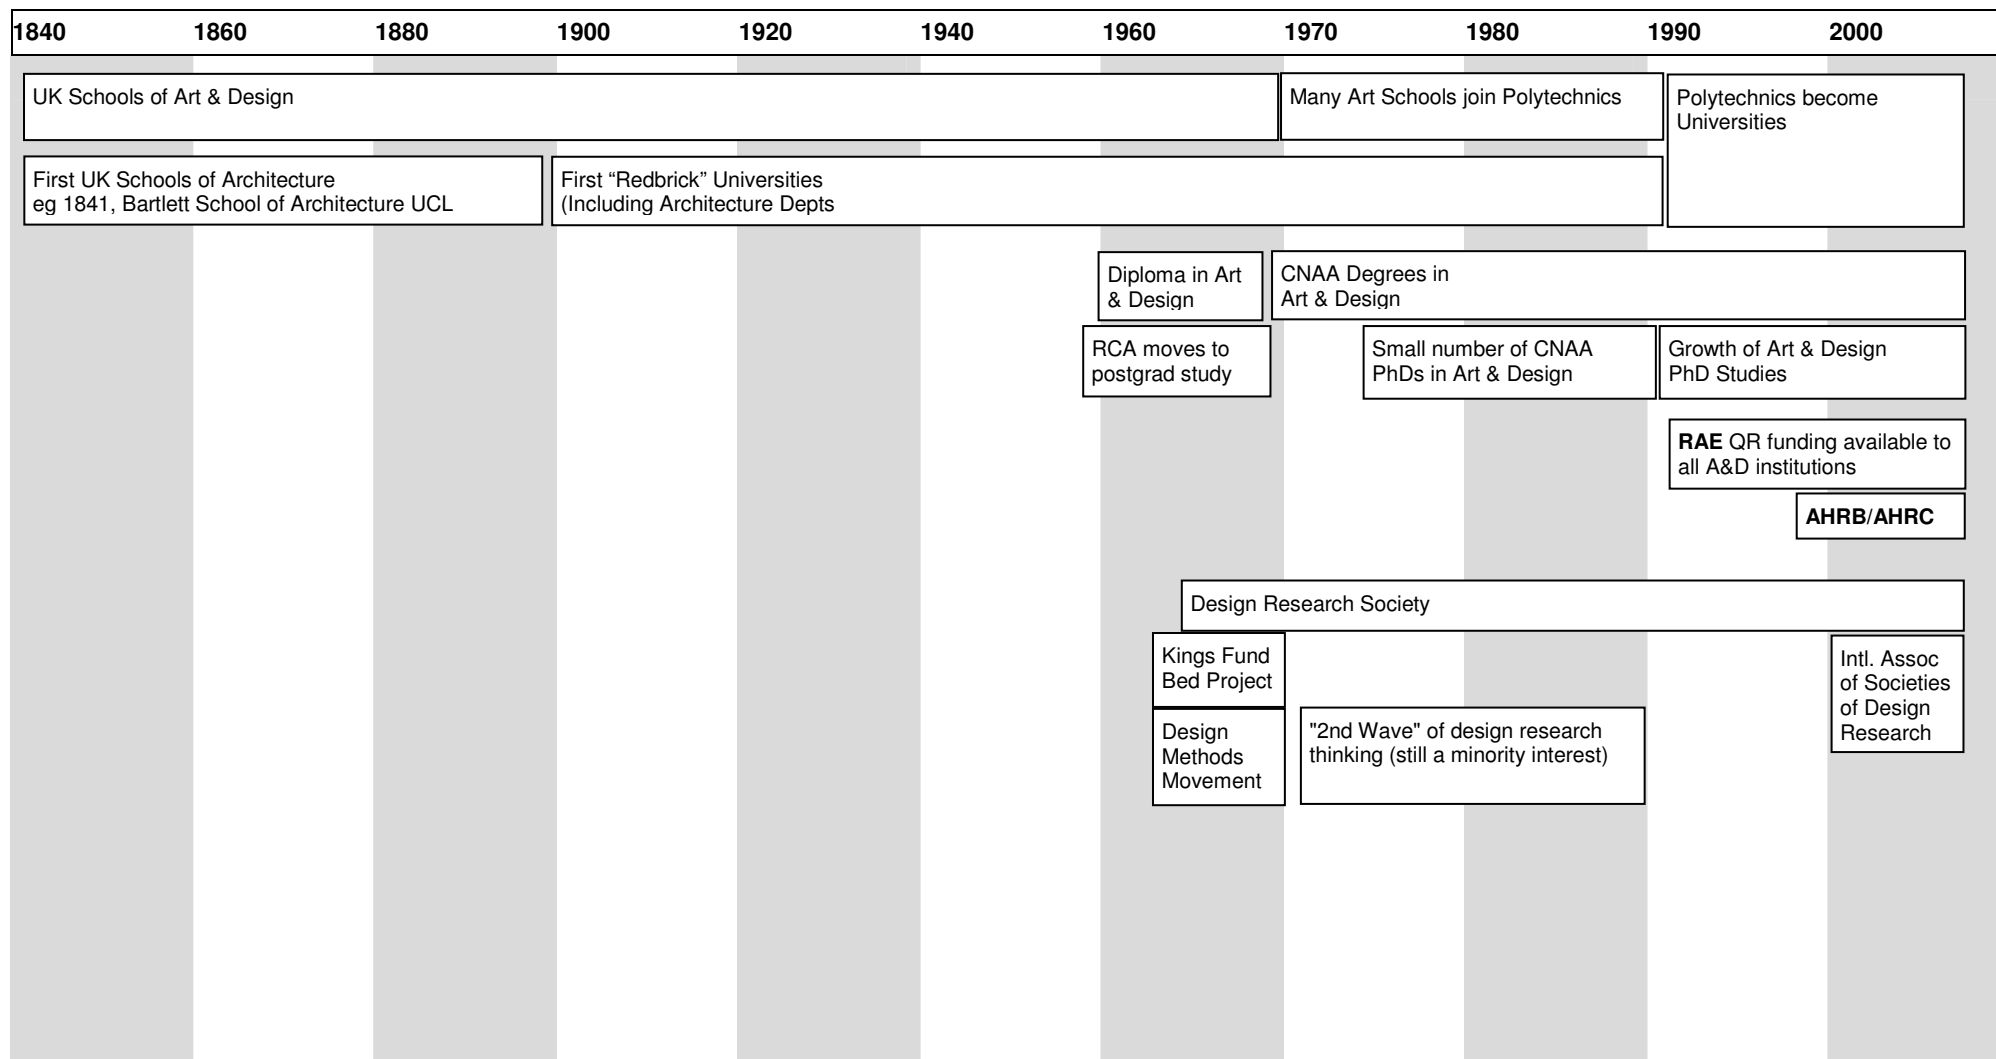 1840 1860 1880 1900 1920 1940 1960 1970 1980 1990 2000
UK Schools of Art & Design
Many Art Schools join Polytechnics
Polytechnics become
Universities
First UK Schools of Architecture
eg 1841, Bartlett School of Architecture UCL
First “Redbrick” Universities
(Including Architecture Depts
Diploma in Art
& Design
CNAA Degrees in
Art & Design
RCA moves to
postgrad study
Small number of CNAA
PhDs in Art & Design
Growth of Art & Design
PhD Studies
RAE QR funding available to
all A&D institutions
AHRB/AHRC
Design Research Society
Kings Fund
Bed Project
Intl. Assoc
of Societies
of Design
Research
Design
Methods
Movement
"2nd Wave" of design research
thinking (still a minority interest)